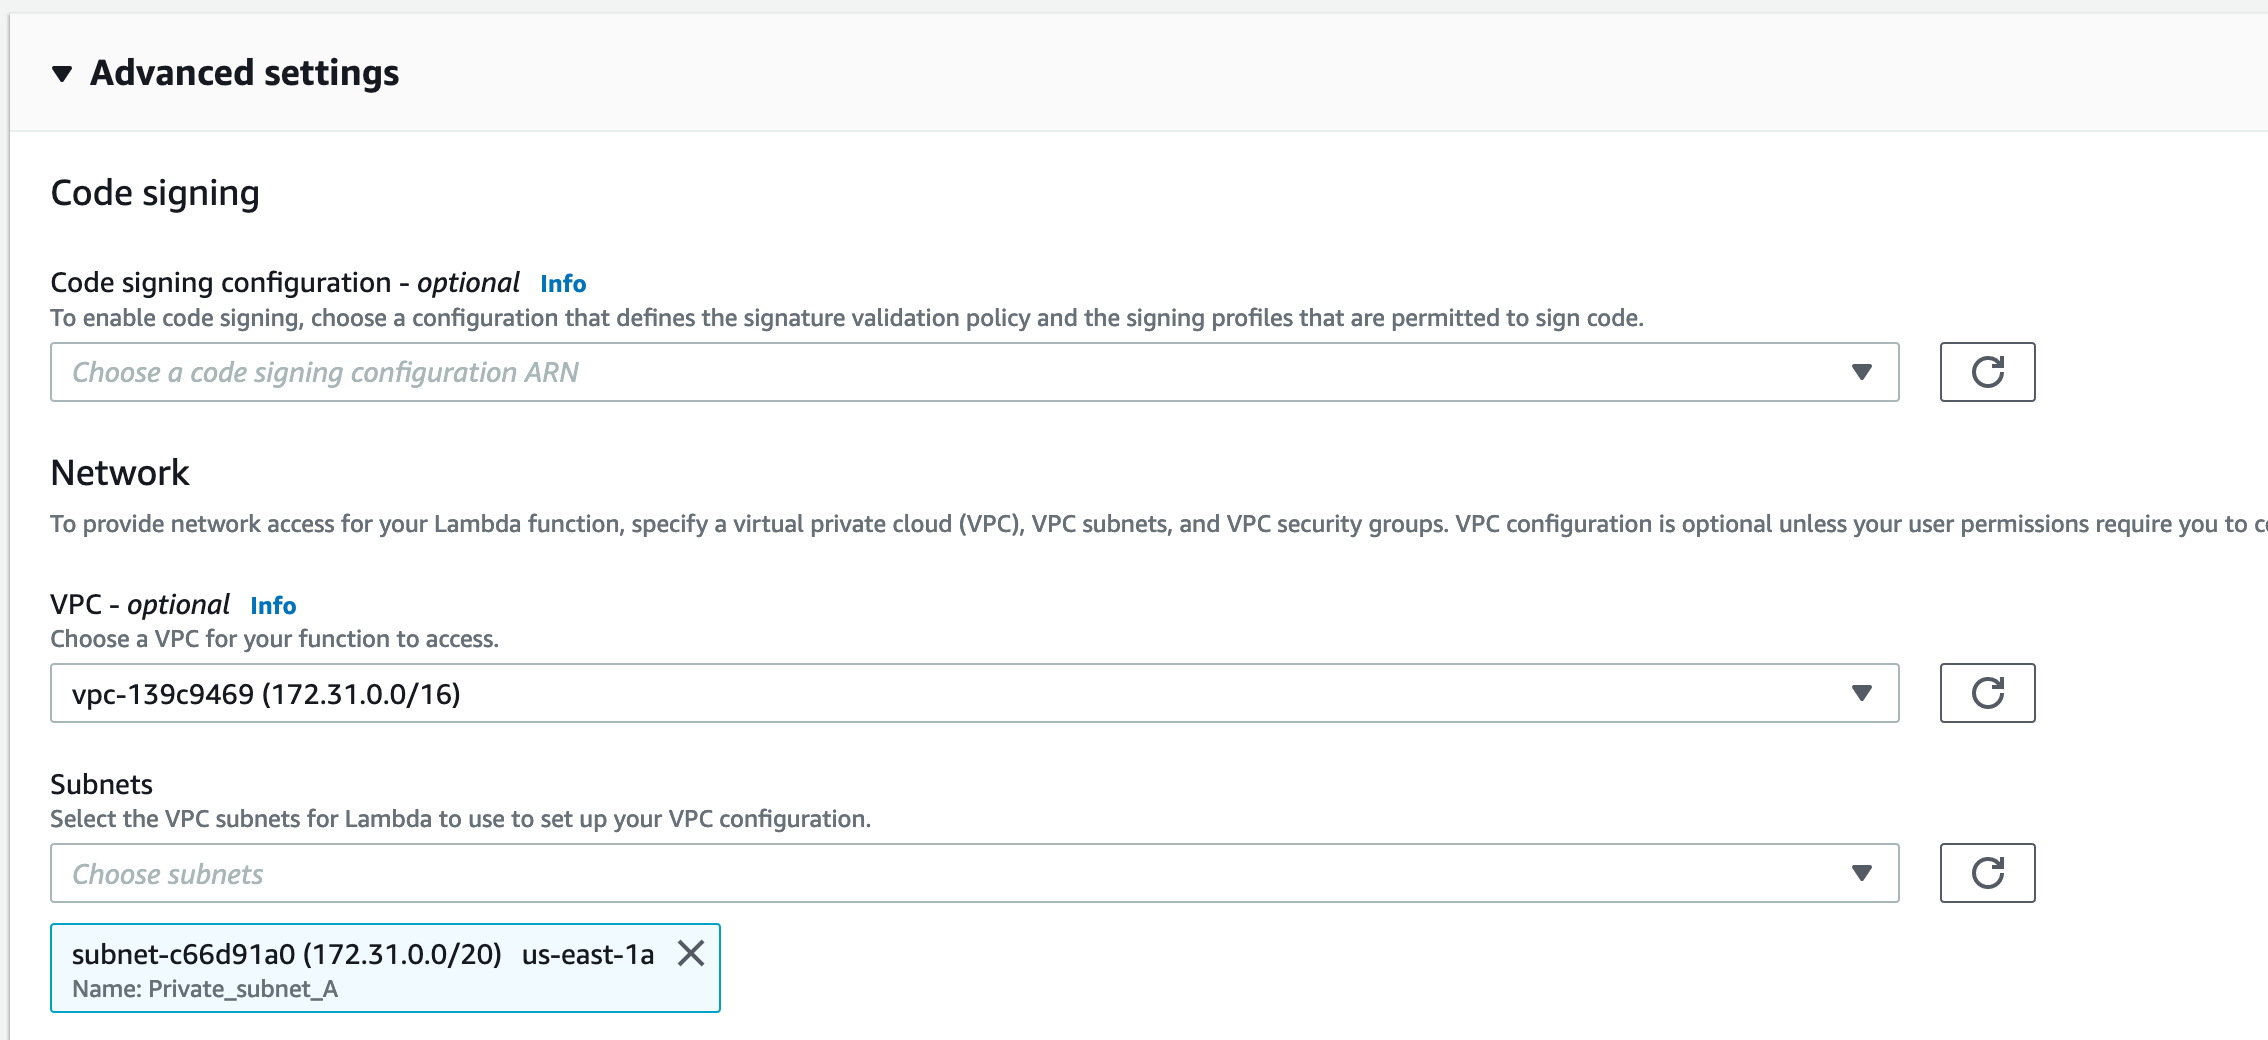 Advanced settings
Code signing
Code signing configuration - optional Info
To enable code signing, choose a configuration that defines the signature validation policy and the signing profiles that are permitted to sign code.
Choose a code signing configuration ARN
Network
To provide network access for your Lambda function, specify a virtual private cloud (VPC), VPC subnets, and VPC security groups. VPC configuration is optional unless your user permissions require you to
VPC - optional Info
Choose a VPC for your function to access.
vpc-139c9469 (172.31.0.0/16)
Subnets
Select the VPC subnets for Lambda to use to set up your VPC configuration.
Choose subnets
subnet-c66d91a0 (172.31.0.0/20) us-east-1a
Name: Private_subnet_A